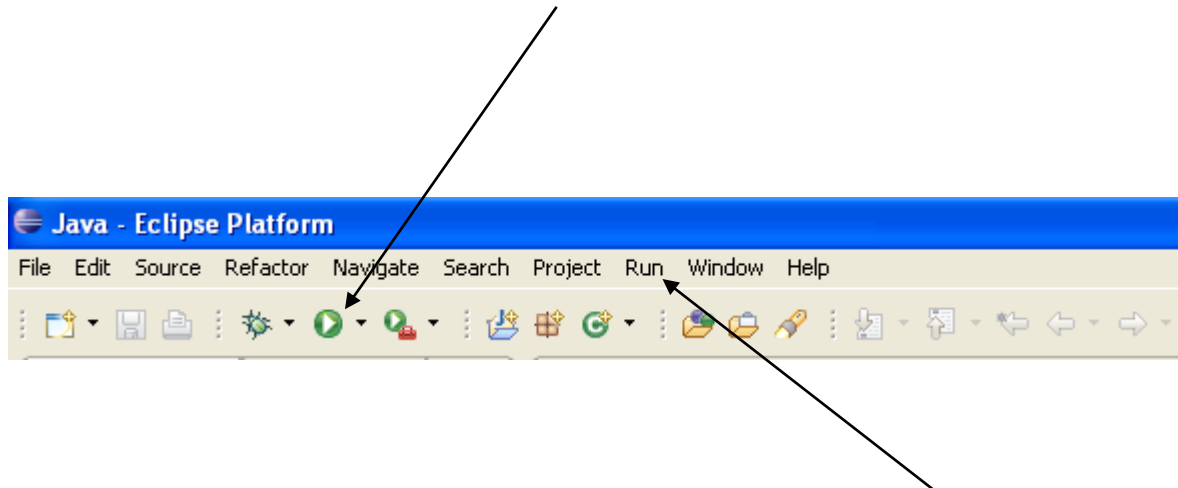 Java - Eclipse Platform
File Edit Source Refactor Navigate Search Project Run Window Help